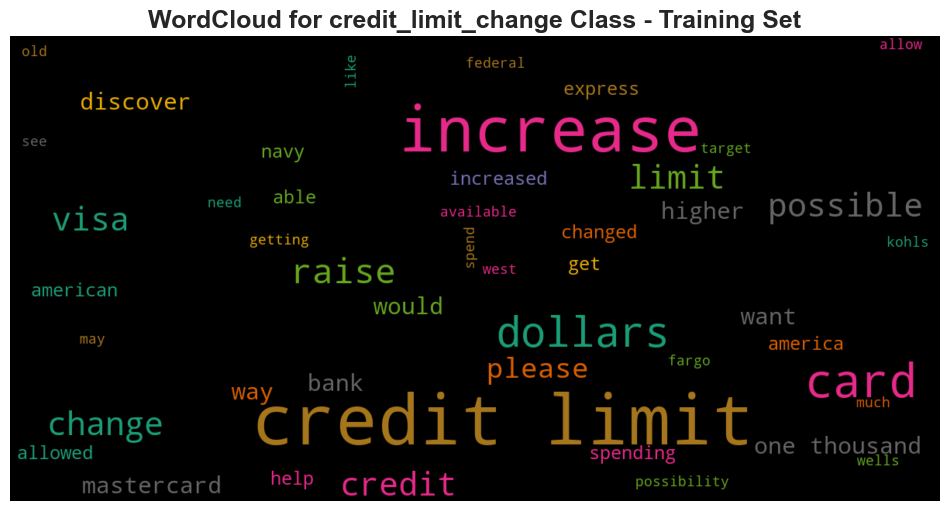 WordCloud for credit_limit_change Class - Training Set
old
like
federal
allow
discover
express
increase
see
navy
target
increased
limit
need
able
available
higher
possible
visa
getting
spend
changed
kohls
raise
west
get
american
would
dollars
want
may
please
fargo
america
way
bank
card
much
change
credit limit
allowed
spending
one thousand
wells
mastercard
help
credit
possibility